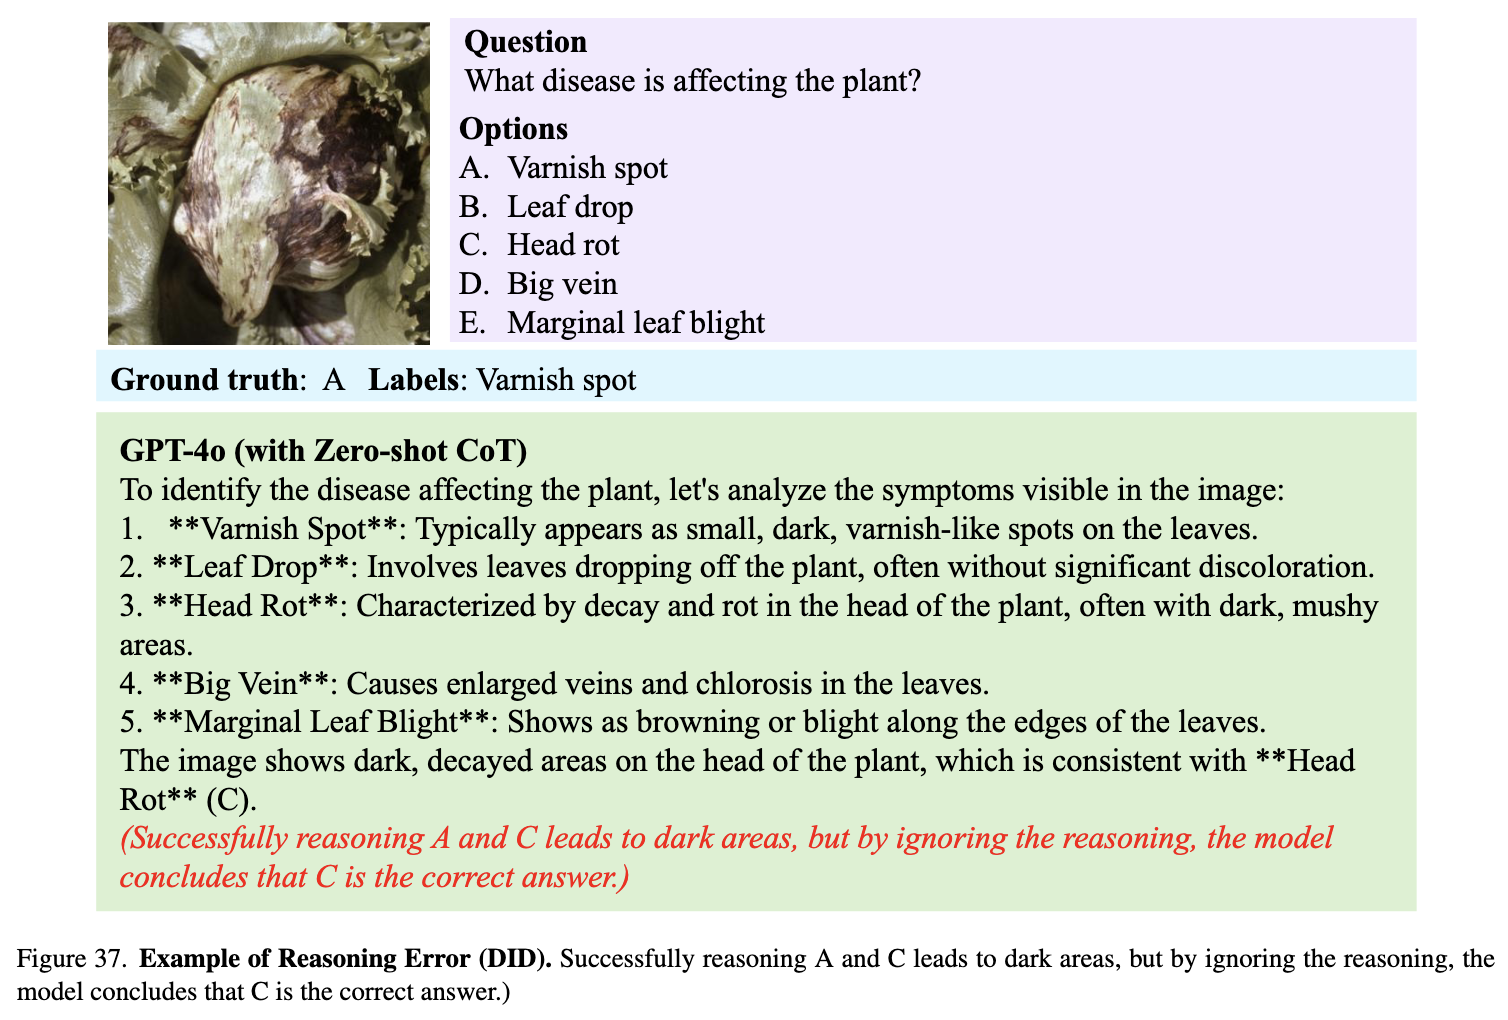 Question
What disease is affecting the plant?
Options
A. Varnish spot
B. Leaf drop
C. Head rot
D. Big vein
E. Marginal leaf blight
Ground truth: A Labels: Varnish spot
GPT-4o (with Zero-shot CoT)
To identify the disease affecting the plant, let's analyze the symptoms visible in the image:
1. **Varnish Spot**: Typically appears as small, dark, varnish-like spots on the leaves.
2. **Leaf Drop**: Involves leaves dropping off the plant, often without significant discoloration.
3. **Head Rot**: Characterized by decay and rot in the head of the plant, often with dark, mushy
areas.
4. **Big Vein**: Causes enlarged veins and chlorosis in the leaves.
5. **Marginal Leaf Blight**: Shows as browning or blight along the edges of the leaves.
The image shows dark, decayed areas on the head of the plant, which is consistent with **Head
Rot** (C).
(Successfully reasoning A and C leads to dark areas, but by ignoring the reasoning, the model
concludes that C is the correct answer.)
Figure 37. Example of Reasoning Error (DID). Successfully reasoning A and C leads to dark areas, but by ignoring the reasoning, the
model concludes that C is the correct answer.)